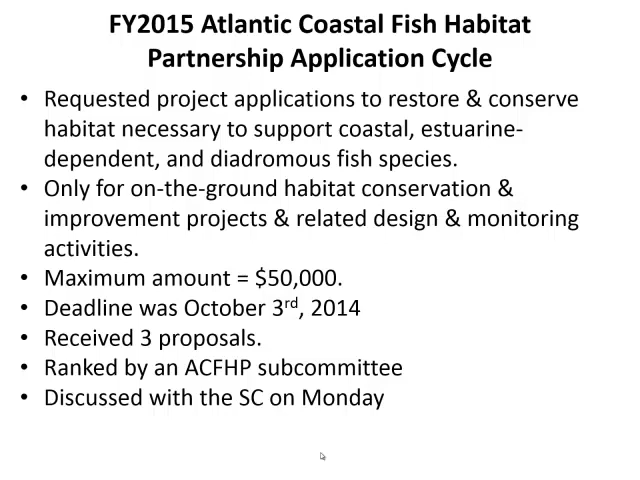 FY2015 Atlantic Coastal Fish Habitat
Partnership Application Cycle
• Requested project applications to restore & conserve
habitat necessary to support coastal, estuarine-
dependent, and diadromous fish species.
• Only for on-the-ground habitat conservation &
improvement projects & related design & monitoring
activities.
• Maximum amount = $50,000.
• Deadline was October 3rd, 2014
• Received 3 proposals.
• Ranked by an ACFHP subcommittee
• Discussed with the SC on Monday